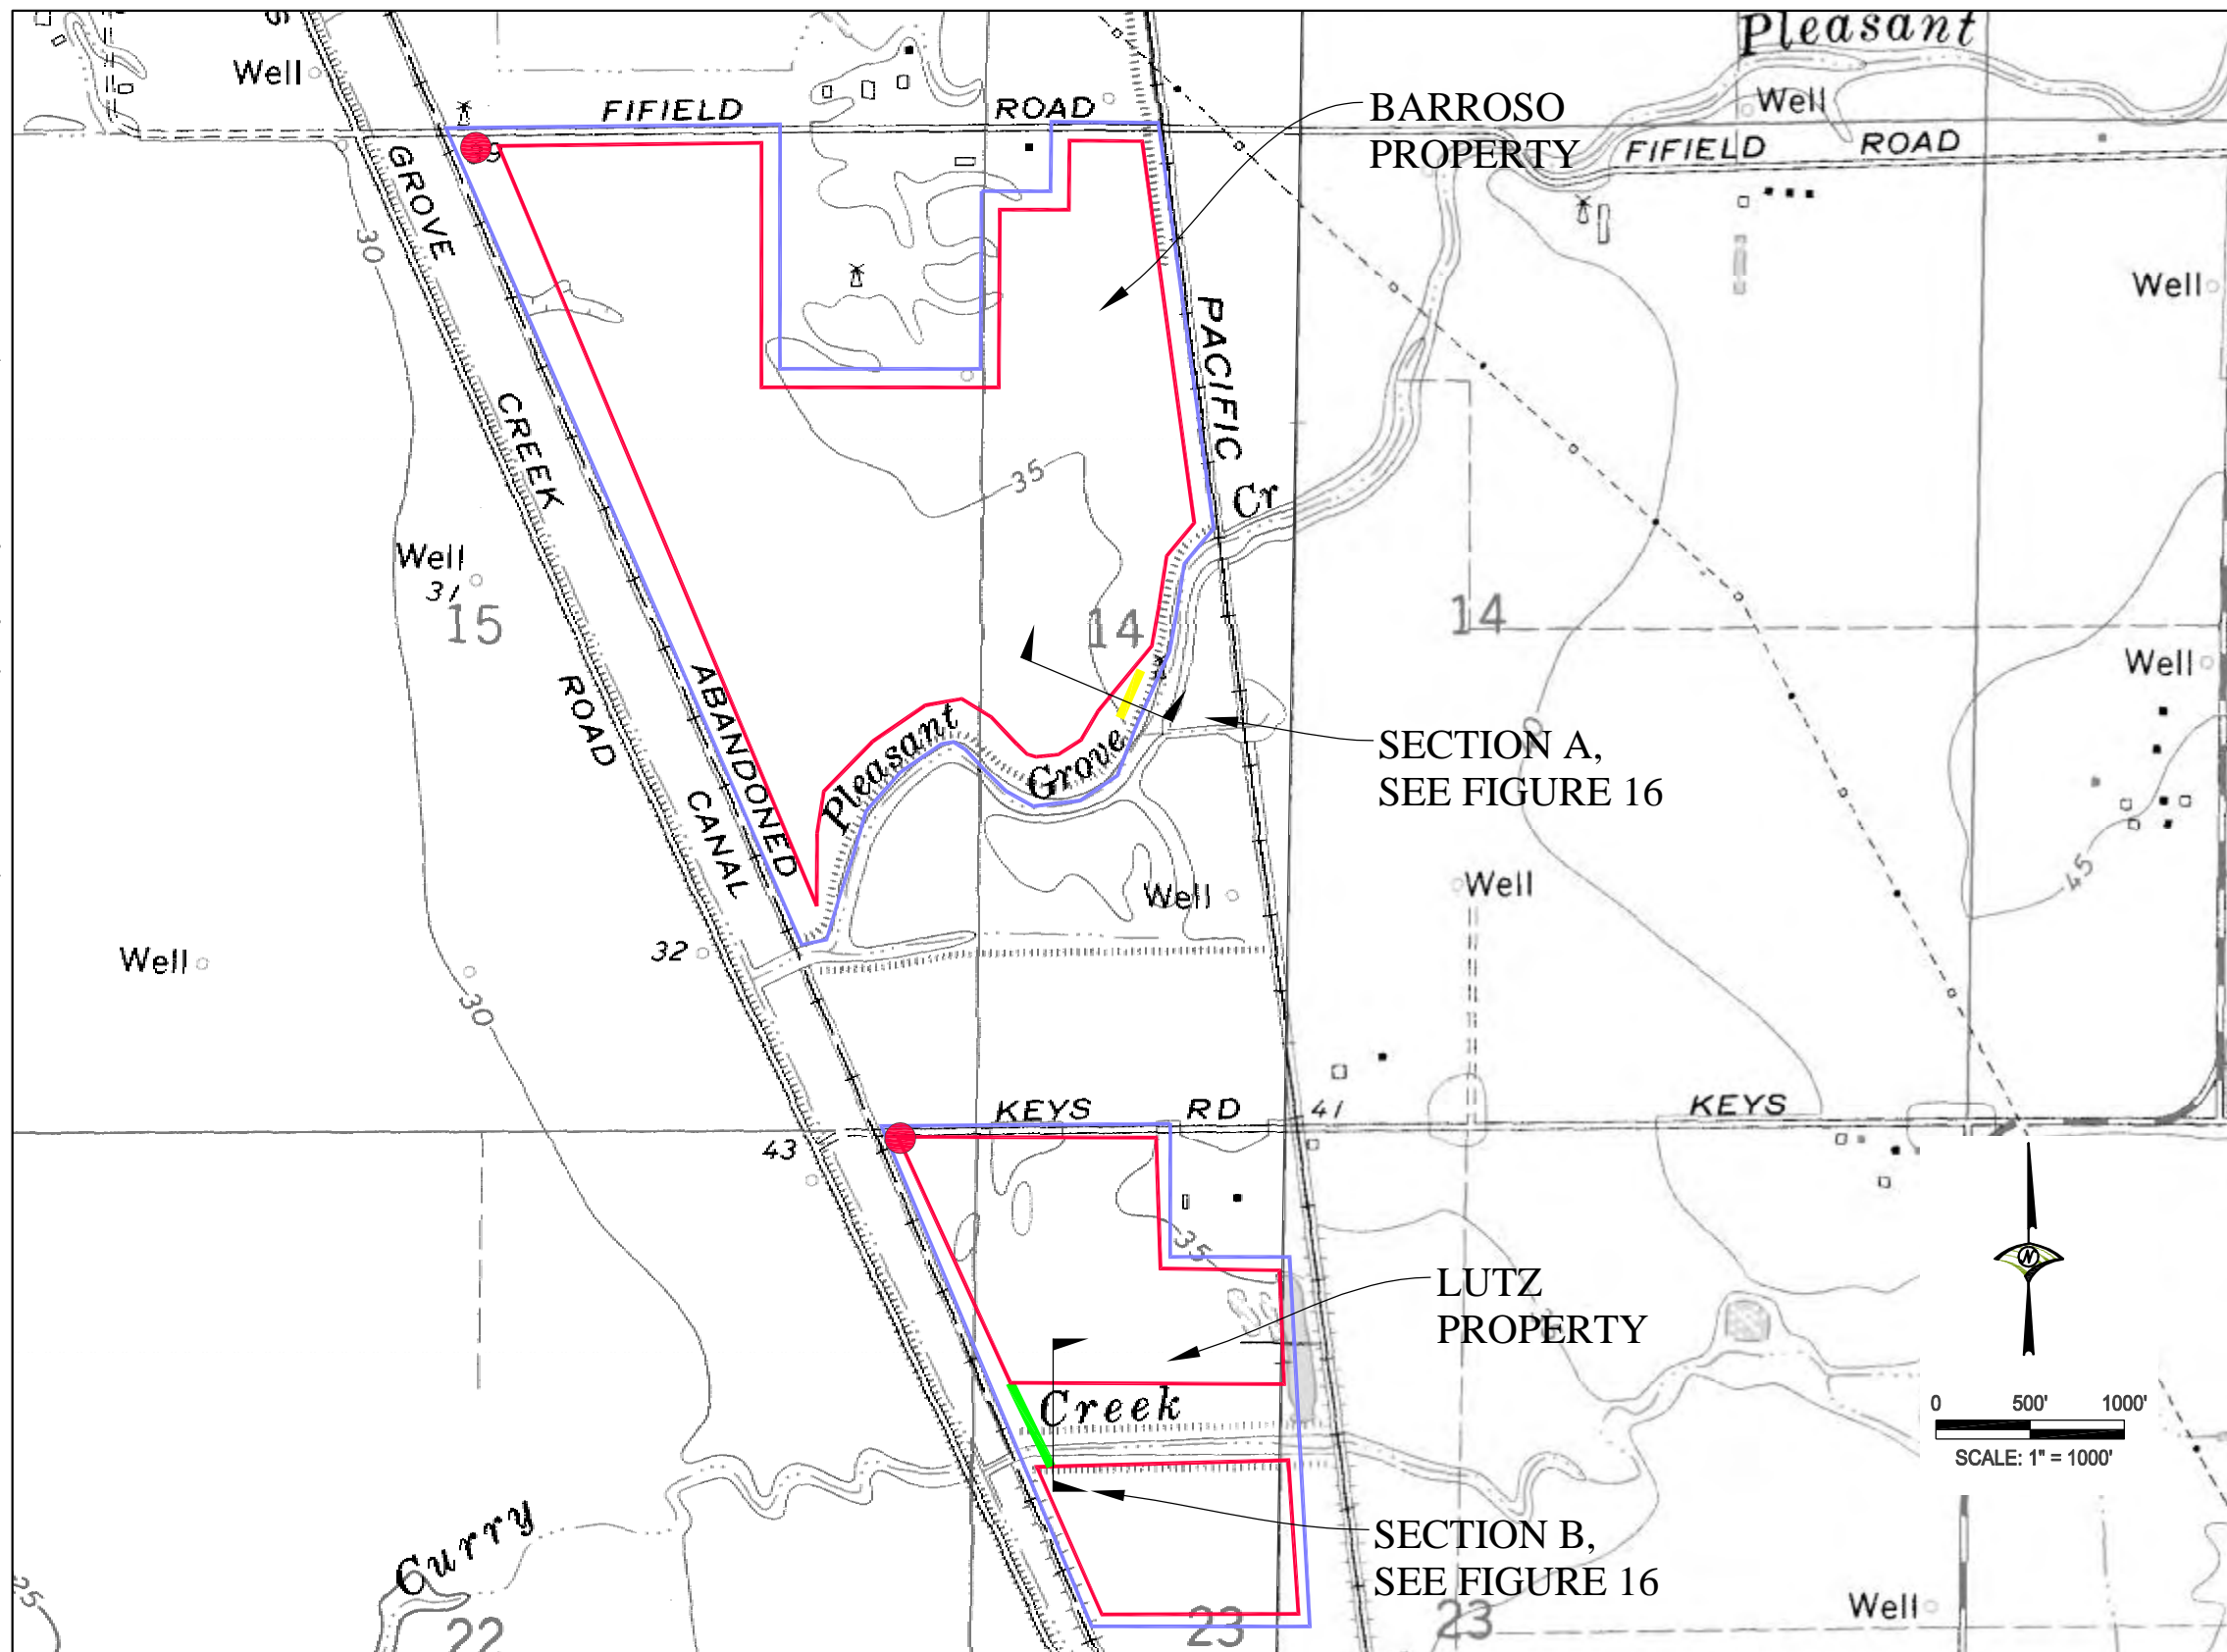 Pleasant
Well
Well
FIFIELD ROAD
BARROSO
PROPERTY
FIFIELD ROAD
GROVE
30
Well
PACIFIC
CREEK
35
Cr
Well
31
15
14
14
Well
ROAD
ABANDONED
Pleasant
Grove
SECTION A,
SEE FIGURE 16
CANAL
45
Well
Well
32
Well
30
KEYS RD
41
KEYS
43
35
LUTZ
PROPERTY
Creek
0 500' 1000'
SCALE: 1" = 1000'
N
Curry
SECTION B,
SEE FIGURE 16
25
22
23
23
Well